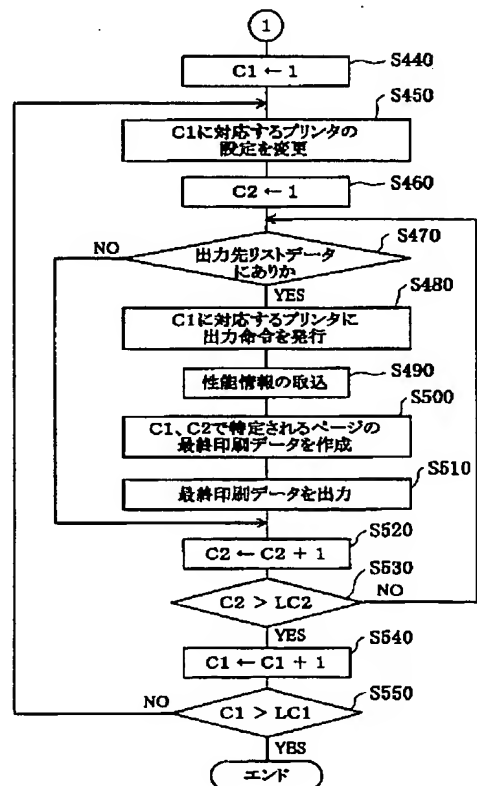 1
C1 ← 1
S440
S450
C1に対応するプリンタの
設定を変更
S460
C2 ← 1
S470
NO
出力先リストデータ
にありか
YES
S480
C1に対応するプリンタに
出力命令を発行
S490
性能情報の取込
S500
C1、C2で特定されるページの
最終印刷データを作成
S510
最終印刷データを出力
S520
C2 ← C2 + 1
S530
NO
C2 > LC2
YES
S540
C1 ← C1 + 1
NO
S550
C1 > LC1
YES
エンド